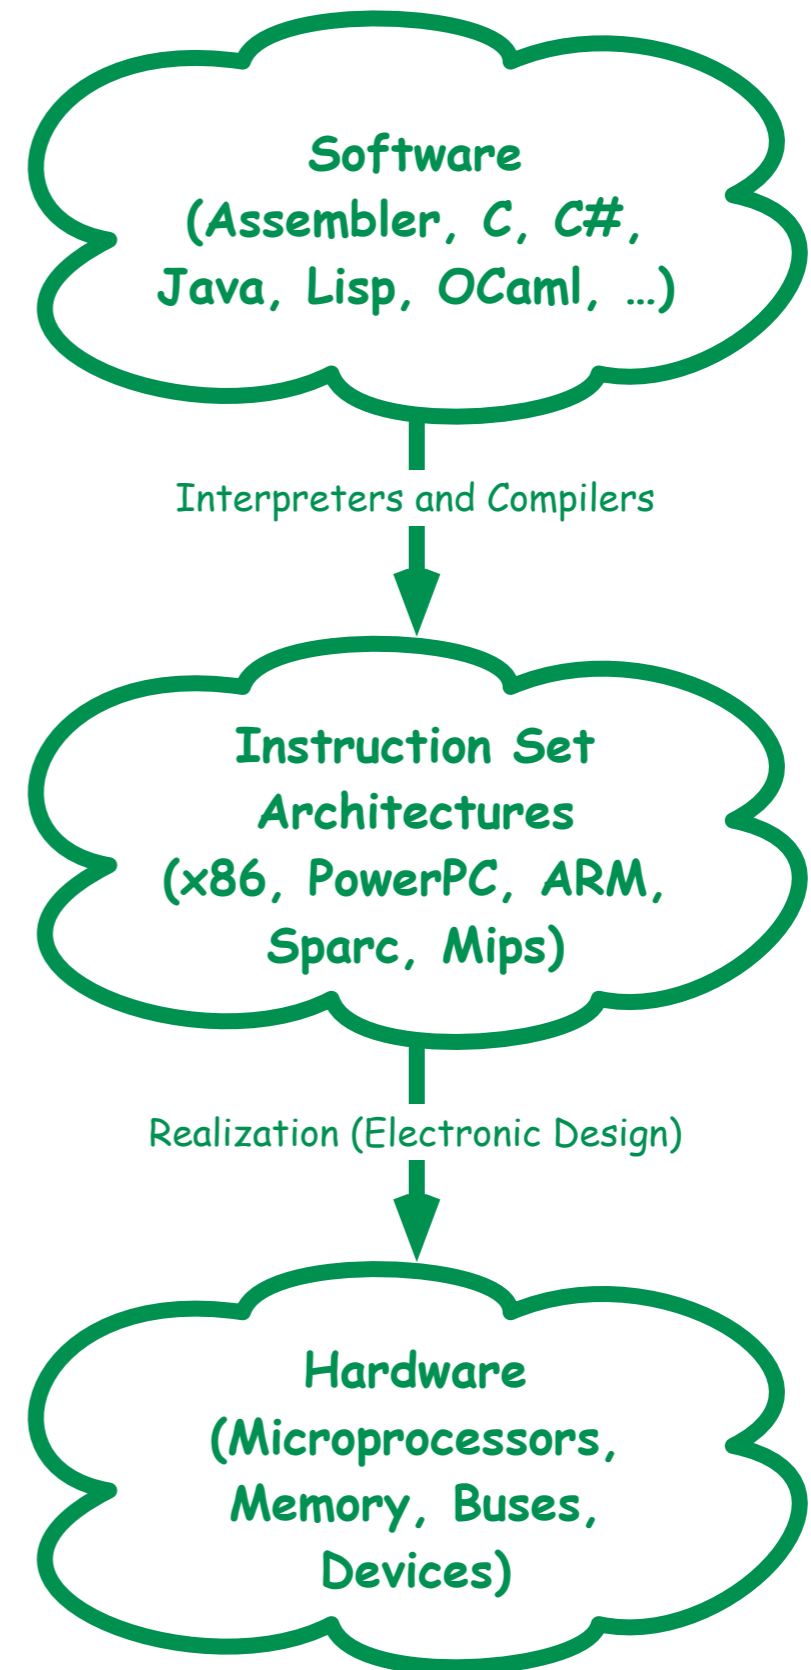 Software
(Assembler, C, C#,
Java, Lisp, OCaml, …)
Interpreters and Compilers
Instruction Set
Architectures
(x86, PowerPC, ARM,
Sparc, Mips)
Realization (Electronic Design)
Hardware
(Microprocessors,
Memory, Buses,
Devices)